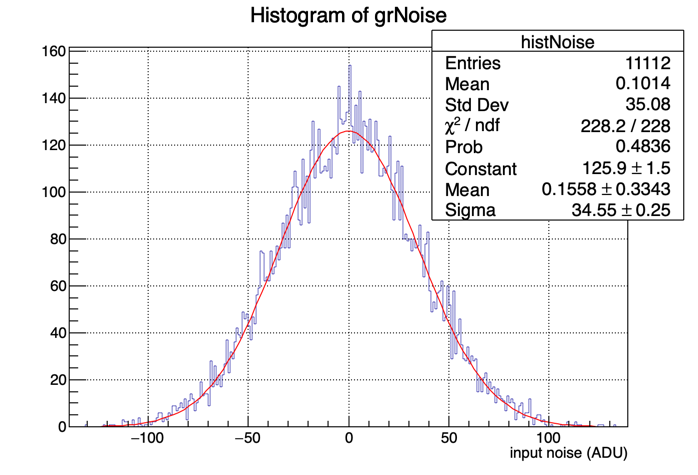 Histogram of grNoise
histNoise
Entries 11112
Mean 0.1014
Std Dev 35.08
χ² / ndf 228.2 / 228
Prob 0.4836
Constant 125.9 ± 1.5
Mean 0.1558 ± 0.3343
Sigma 34.55 ± 0.25
160
140
120
100
80
60
40
20
0
−100 −50 0 50 100
input noise (ADU)